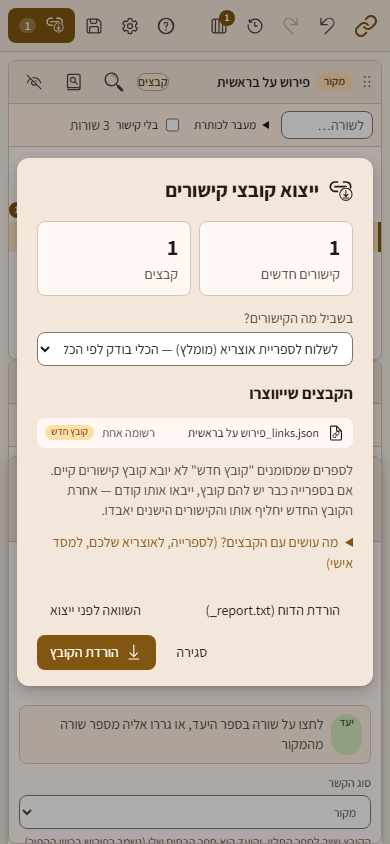 1
1
מקור
פירוש על בראשית
קבצים
לשורה...
מעבר לכותרת
בלי קישור
3 שורות
ייצוא קובצי קישורים
1
קישורים חדשים
1
קבצים
בשביל מה הקישורים?
לשלוח לספריית אוצריא (מומלץ) — הכלי בודק לפי הכל
הקבצים שייווצרו
פירוש על בראשית_links.json
רשומה אחת
קובץ חדש
לספרים שמסומנים "קובץ חדש" לא יובא קובץ קישורים קיים.
אם בספרייה כבר יש להם קובץ, ייבאו אותו קודם — אחרת
הקובץ החדש יחליף אותו והקישורים הישנים יאבדו.
מה עושים עם הקבצים? (לספרייה, לאוצריא שלכם, למסד
אישי)
הורדת הדוח (_report.txt)
השוואה לפני ייצוא
סגירה
הורדת הקובץ
יעד
לחצו על שורה בספר היעד, או גררו אליה מספר שורה
מהמקור
סוג הקשר
מקור